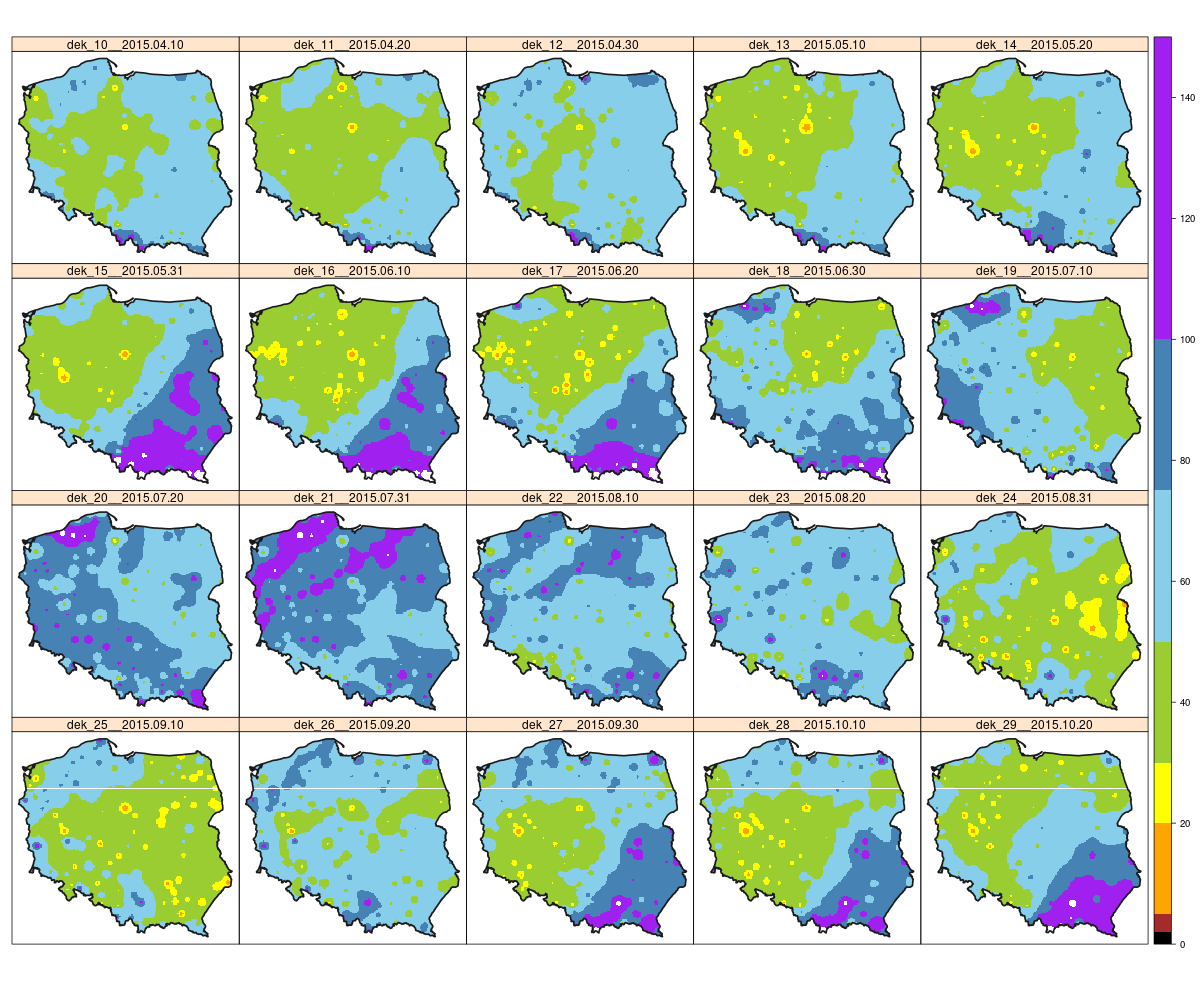 dek_10__2015.04.10
dek_11__2015.04.20
dek_12__2015.04.30
dek_13__2015.05.10
dek_14__2015.05.20
dek_15__2015.05.31
dek_16__2015.06.10
dek_17__2015.06.20
dek_18__2015.06.30
dek_19__2015.07.10
dek_20__2015.07.20
dek_21__2015.07.31
dek_22__2015.08.10
dek_23__2015.08.20
dek_24__2015.08.31
dek_25__2015.09.10
dek_26__2015.09.20
dek_27__2015.09.30
dek_28__2015.10.10
dek_29__2015.10.20
140
120
100
80
60
40
20
0